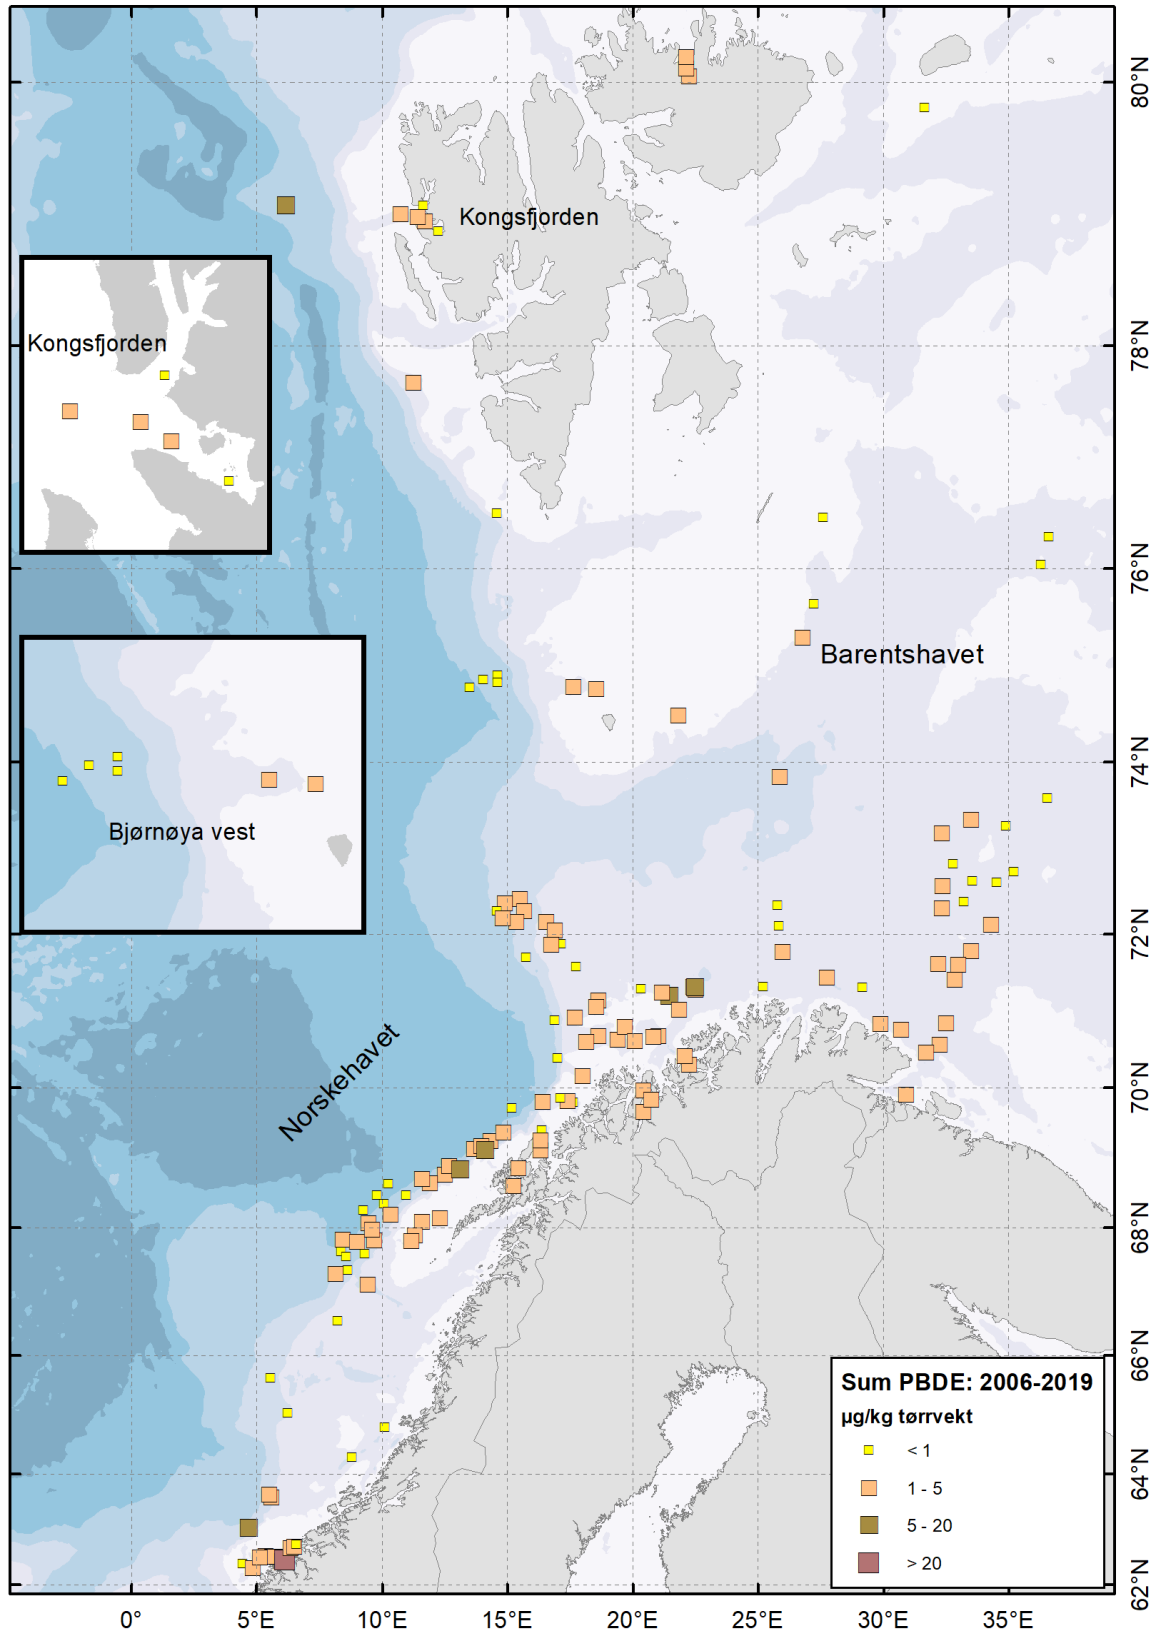 80°N
Kongsfjorden
Kongsfjorden
78°N
76°N
Barentshavet
74°N
Bjørnøya vest
72°N
Norskehavet
70°N
68°N
66°N
Sum PBDE: 2006-2019
µg/kg tørrvekt
< 1
1 - 5
5 - 20
> 20
64°N
62°N
0° 5°E 10°E 15°E 20°E 25°E 30°E 35°E